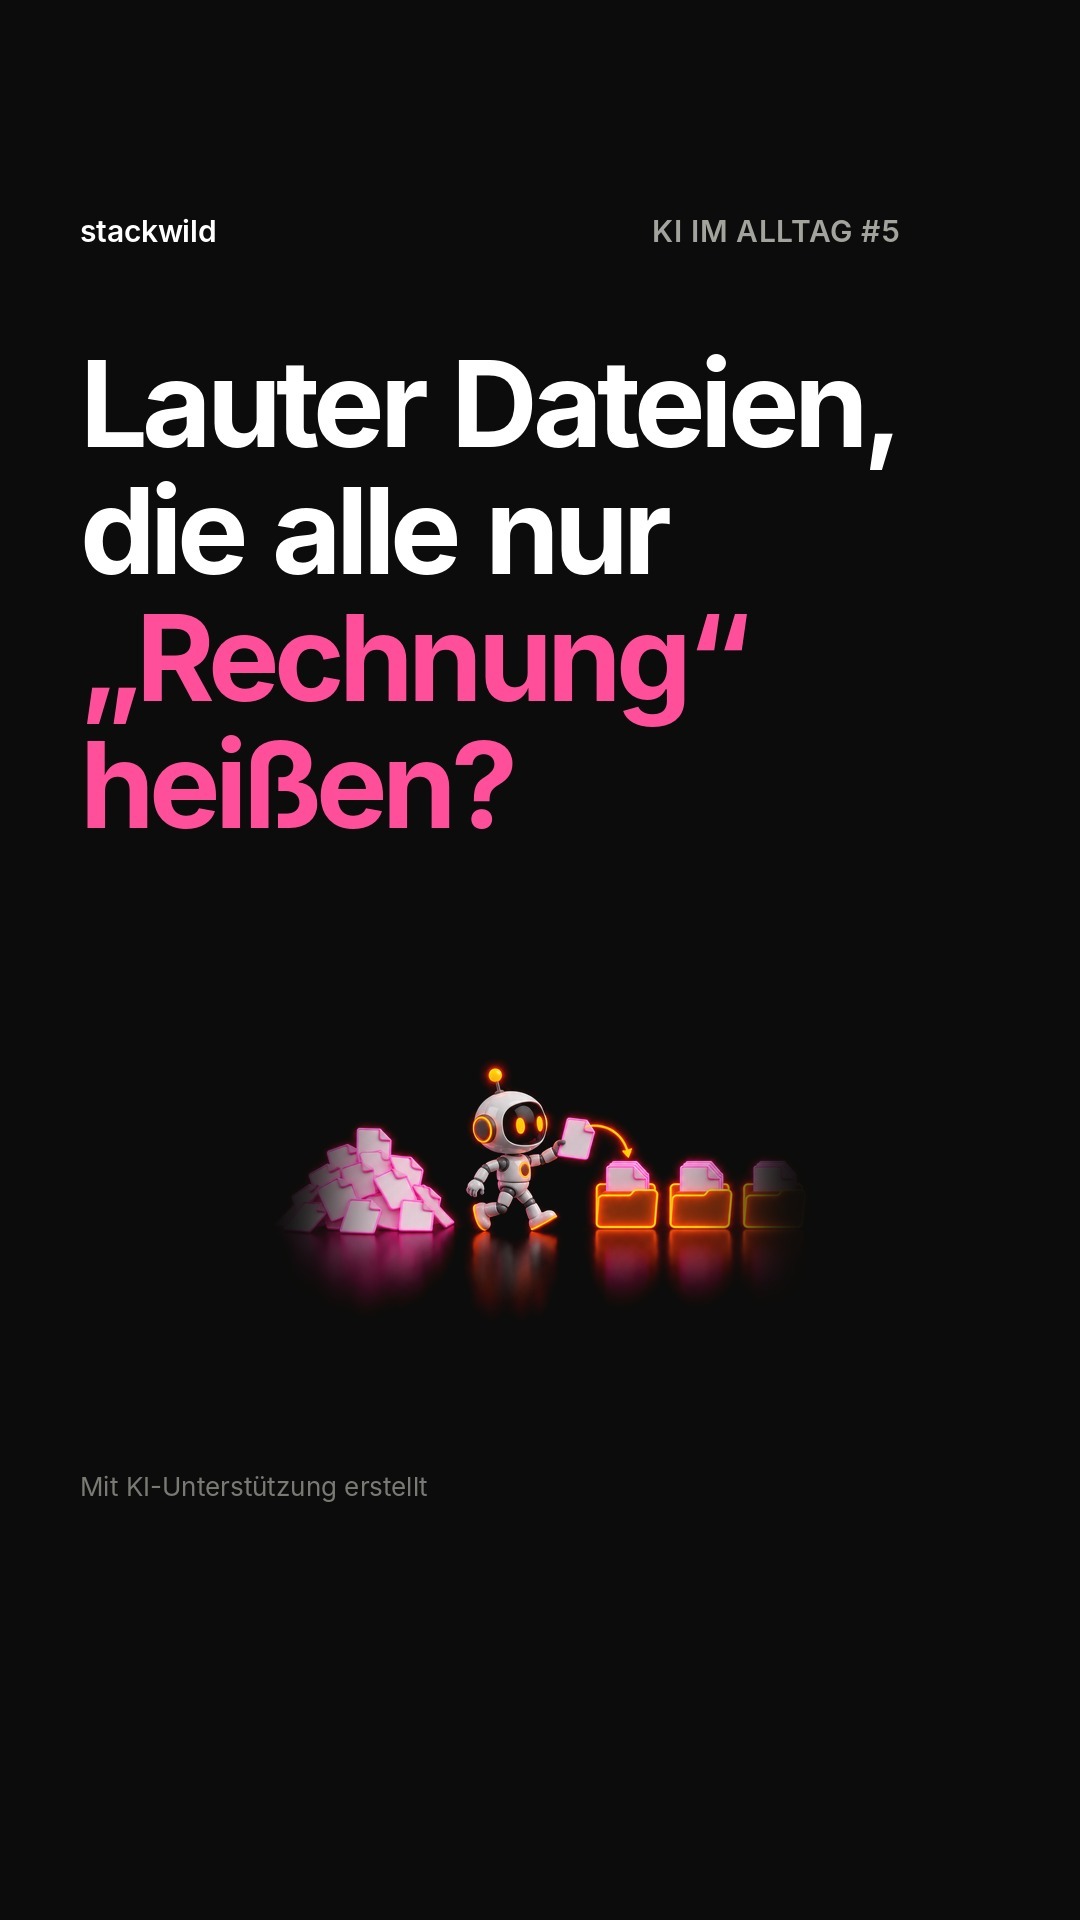 stackwild
KI IM ALLTAG #5
Lauter Dateien,
die alle nur
„Rechnung“
heißen?
Mit KI-Unterstützung erstellt